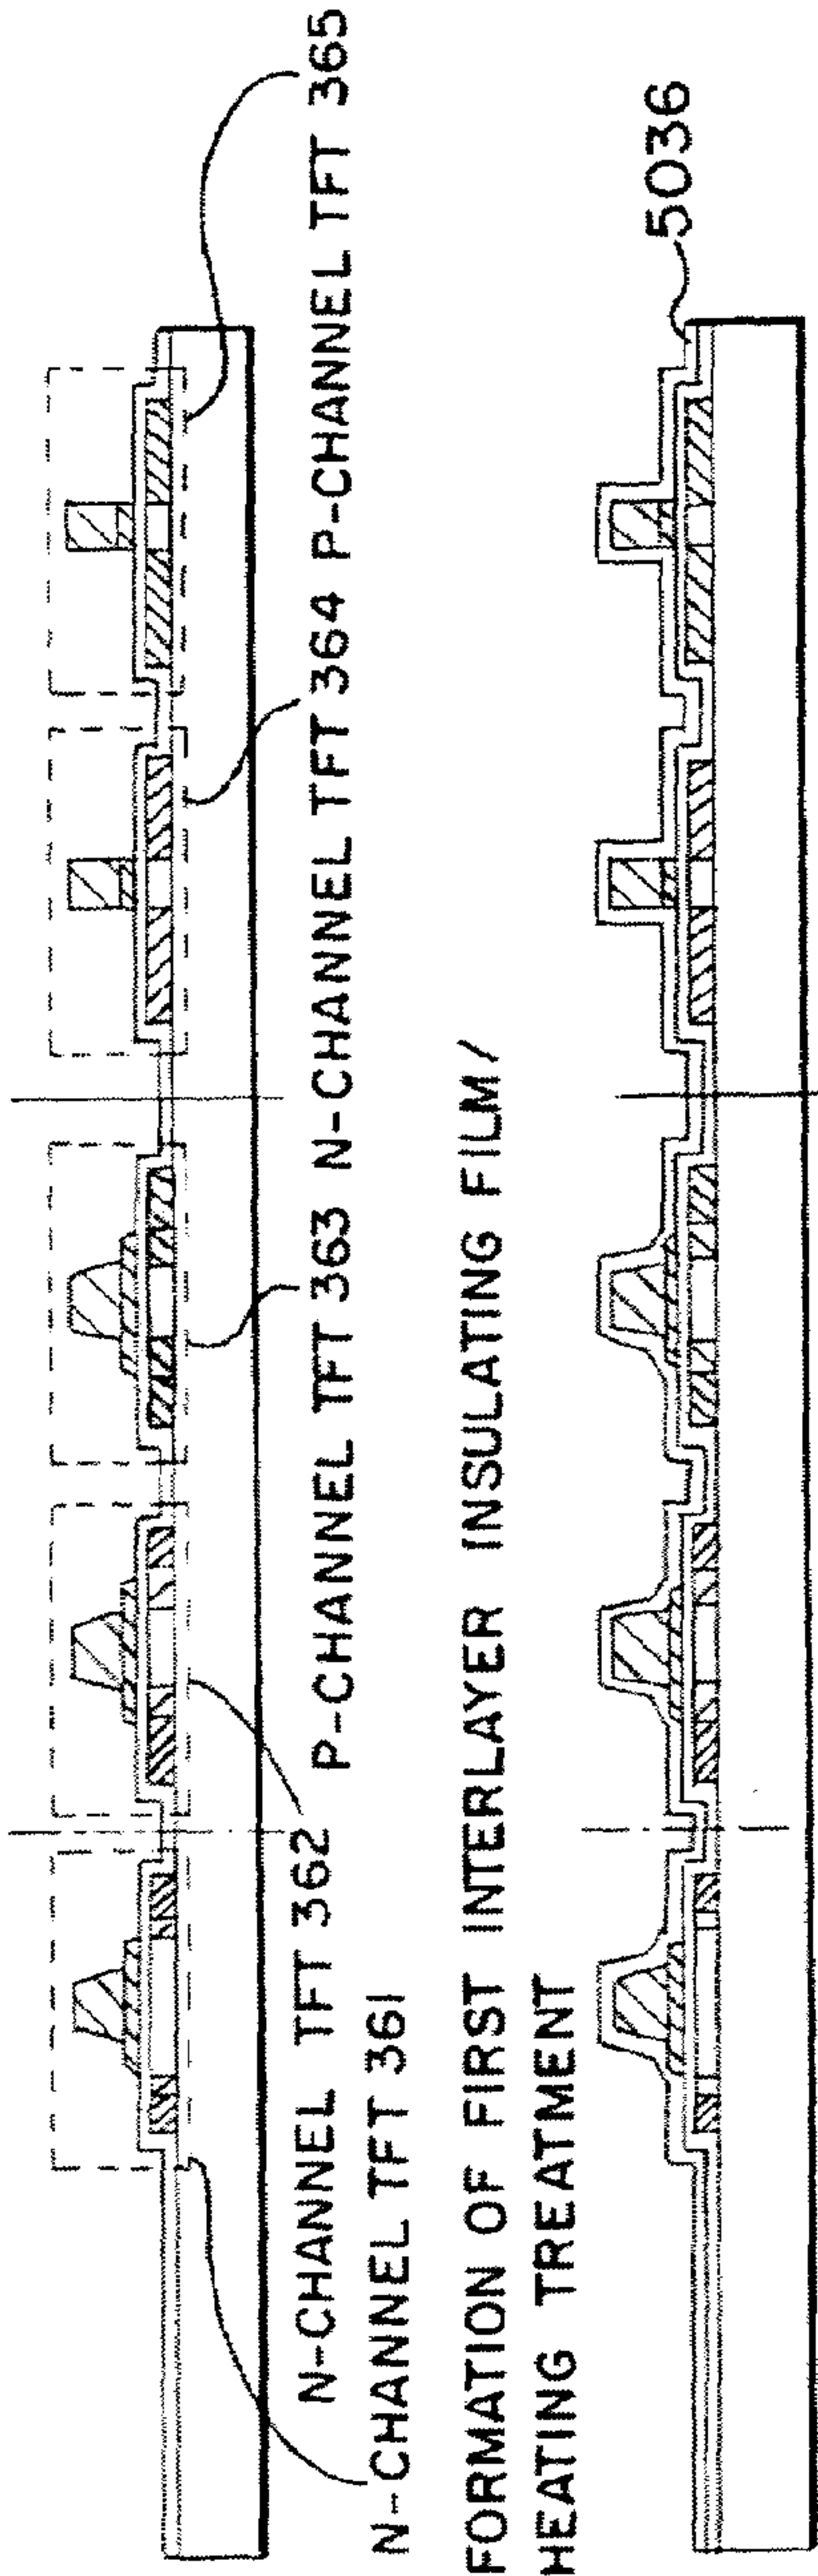 N-CHANNEL TFT 362
P-CHANNEL TFT 363
N-CHANNEL TFT 364
P-CHANNEL TFT 365
N-CHANNEL TFT 361
FORMATION OF FIRST INTERLAYER INSULATING FILM/
HEATING TREATMENT
5036